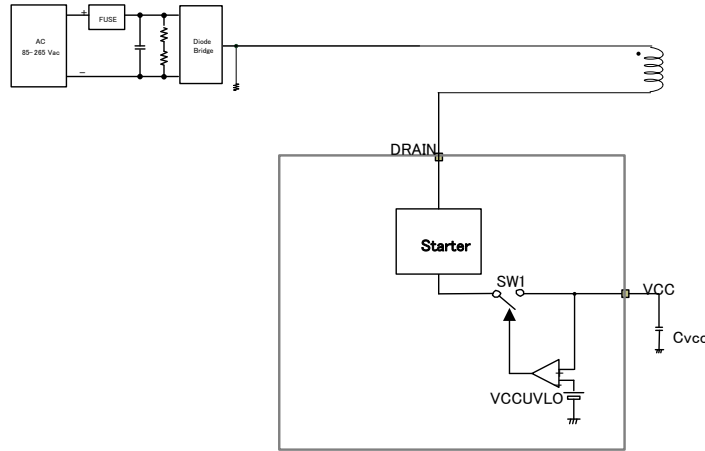 +
FUSE
AC
85-265 Vac
Diode
Bridge
−
DRAIN
Starter
SW1
VCC
Cvcc
+
-
VCCUVLO